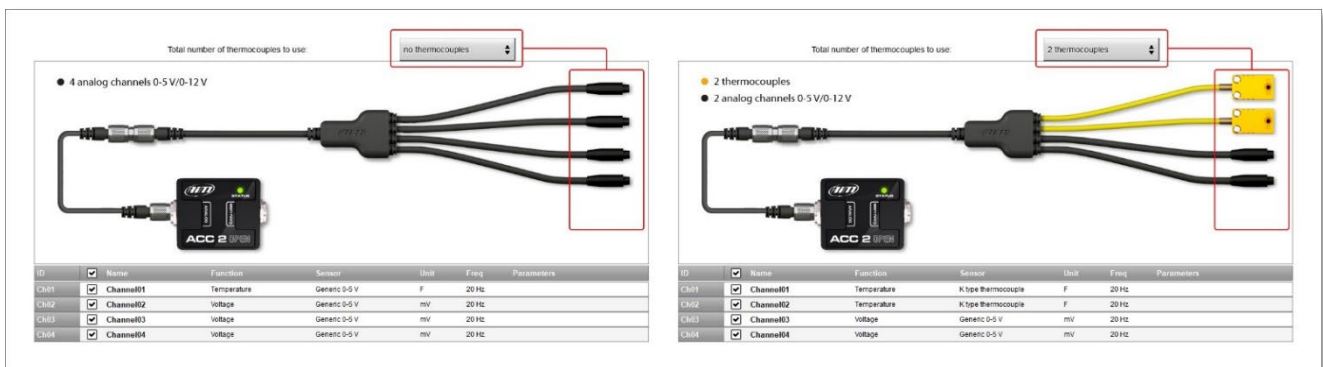 Total number of thermocouples to use: no thermocouples
4 analog channels 0-5 V/0-12 V
AiM
STATUS
ANALOG
ACC 2 OPEN
ID Name Function Sensor Unit Freq Parameters
Ch01 Channel01 Temperature Generic 0-5 V F 20 Hz
Ch02 Channel02 Voltage Generic 0-5 V mV 20 Hz
Ch03 Channel03 Voltage Generic 0-5 V mV 20 Hz
Ch04 Channel04 Voltage Generic 0-5 V mV 20 Hz
Total number of thermocouples to use: 2 thermocouples
2 thermocouples
2 analog channels 0-5 V/0-12 V
AiM
STATUS
ANALOG
ACC 2 OPEN
ID Name Function Sensor Unit Freq Parameters
Ch01 Channel01 Temperature K type thermocouple F 20 Hz
Ch02 Channel02 Temperature K type thermocouple F 20 Hz
Ch03 Channel03 Voltage Generic 0-5 V mV 20 Hz
Ch04 Channel04 Voltage Generic 0-5 V mV 20 Hz